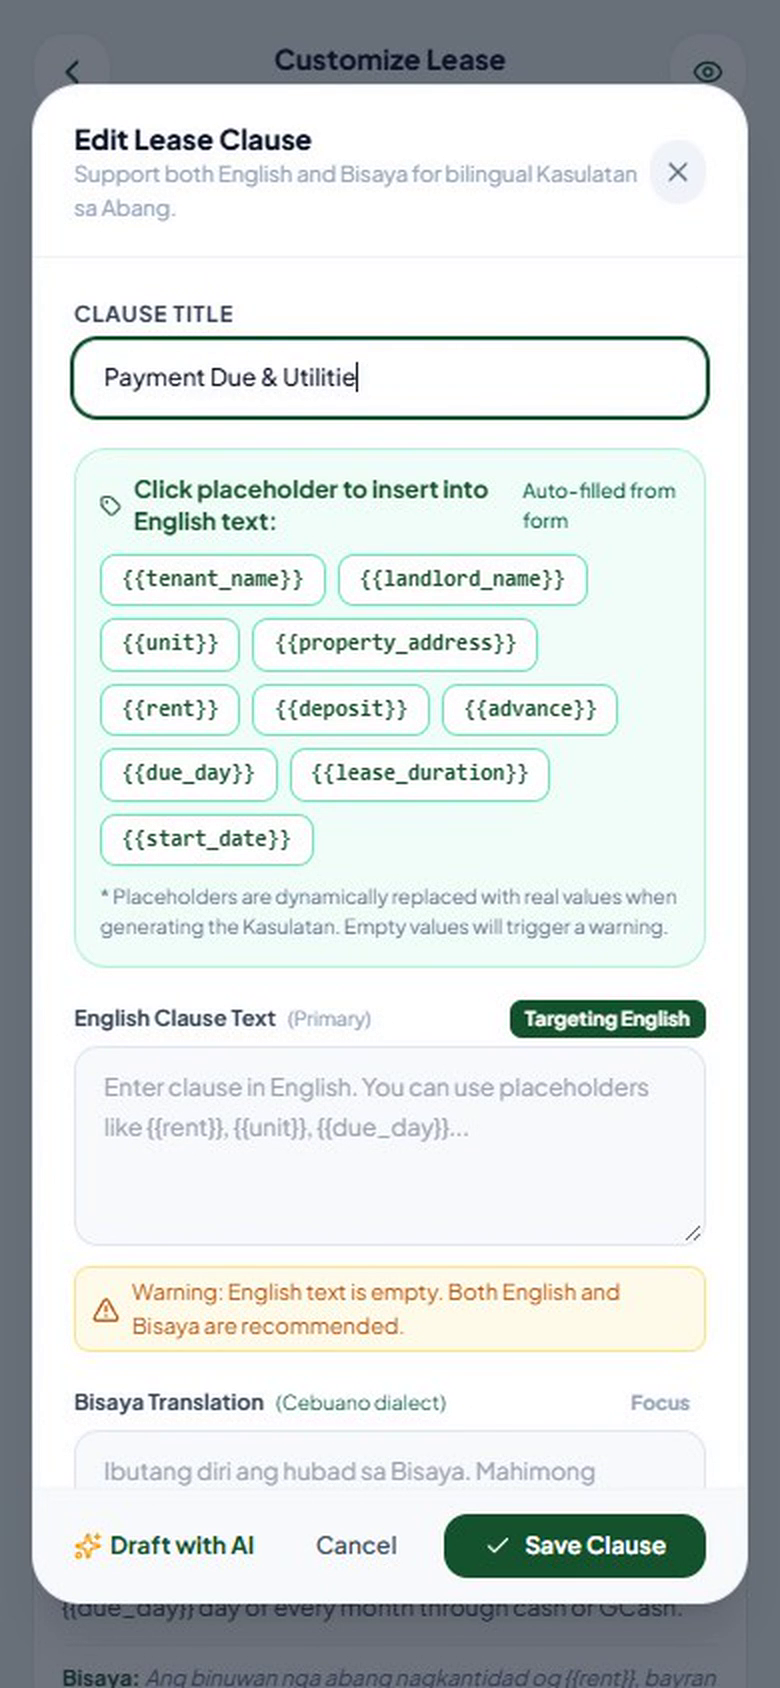 Customize Lease
Edit Lease Clause
Support both English and Bisaya for bilingual Kasulatan
sa Abang.
CLAUSE TITLE
Payment Due & Utilitie
Click placeholder to insert into
English text:
Auto-filled from
form
{{tenant_name}} {{landlord_name}}
{{unit}} {{property_address}}
{{rent}} {{deposit}} {{advance}}
{{due_day}} {{lease_duration}}
{{start_date}}
* Placeholders are dynamically replaced with real values when
generating the Kasulatan. Empty values will trigger a warning.
English Clause Text (Primary) Targeting English
Enter clause in English. You can use placeholders
like {{rent}}, {{unit}}, {{due_day}}...
Warning: English text is empty. Both English and
Bisaya are recommended.
Bisaya Translation (Cebuano dialect) Focus
Ibutang diri ang hubad sa Bisaya. Mahimong
Draft with AI Cancel Save Clause
{{due_day}} day of every month through cash or GCash.
Bisaya: Ang binuwan nga abang nagkantidad og {{rent}}, bayran